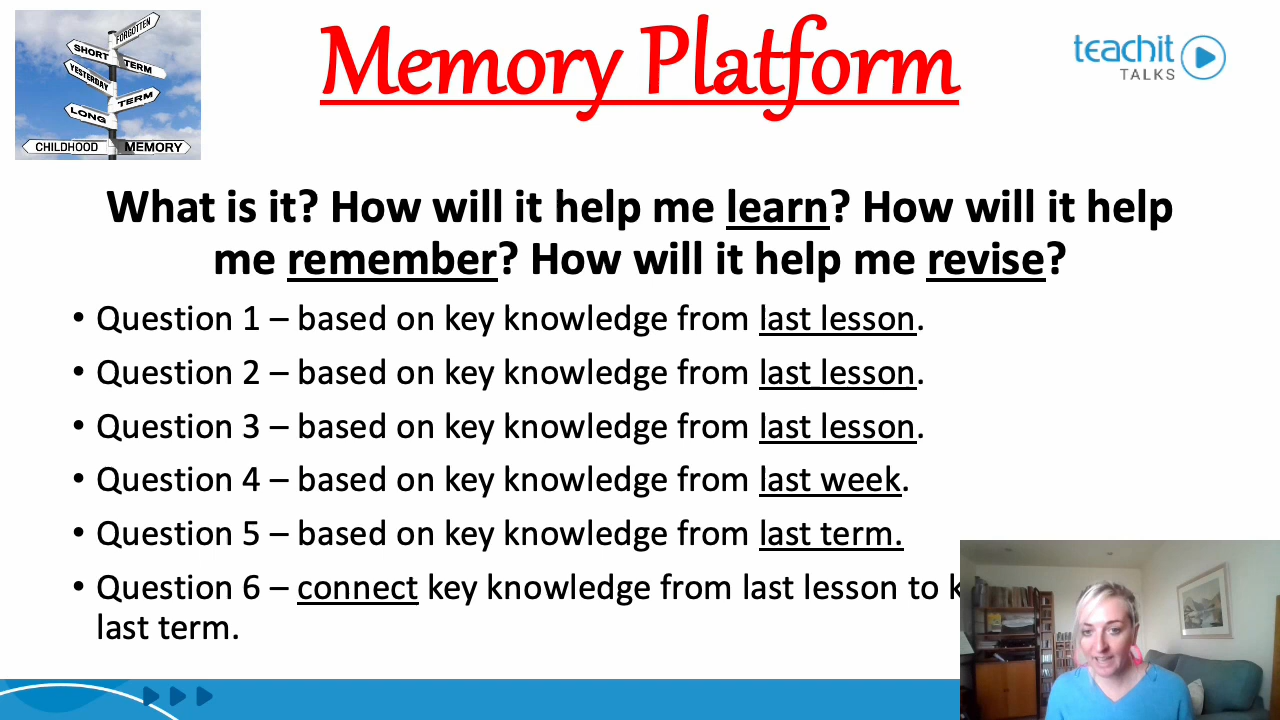 FORGOTTEN
SHORT
TERM
YESTERDAY
TERM
LONG
CHILDHOOD MEMORY
Memory Platform
teachit
TALKS
What is it? How will it help me learn? How will it help
me remember? How will it help me revise?
• Question 1 – based on key knowledge from last lesson.
• Question 2 – based on key knowledge from last lesson.
• Question 3 – based on key knowledge from last lesson.
• Question 4 – based on key knowledge from last week.
• Question 5 – based on key knowledge from last term.
• Question 6 – connect key knowledge from last lesson to
last term.